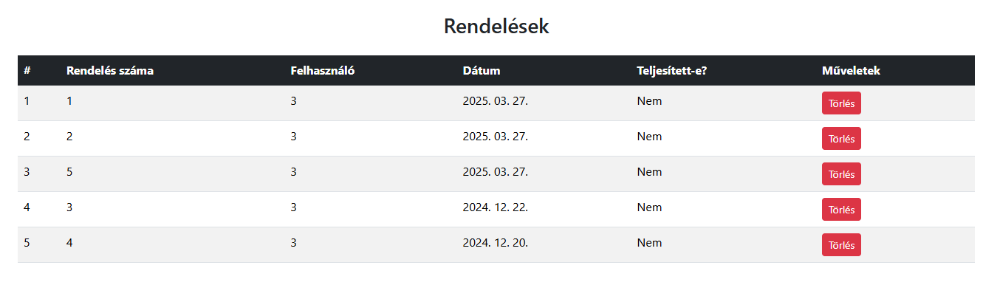 Rendelések
# Rendelés száma Felhasználó Dátum Teljesített-e? Műveletek
1 1 3 2025. 03. 27. Nem Törlés
2 2 3 2025. 03. 27. Nem Törlés
3 5 3 2025. 03. 27. Nem Törlés
4 3 3 2024. 12. 22. Nem Törlés
5 4 3 2024. 12. 20. Nem Törlés